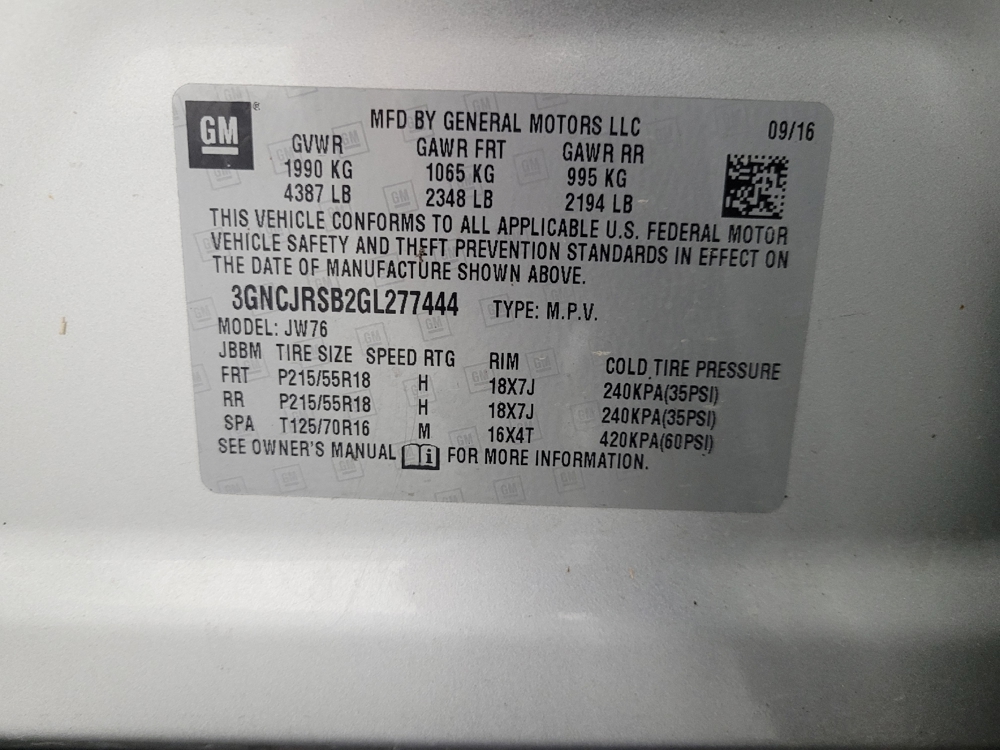 GM ®
MFD BY GENERAL MOTORS LLC 09/16
GVWR GAWR FRT GAWR RR
1990 KG 1065 KG 995 KG
4387 LB 2348 LB 2194 LB
THIS VEHICLE CONFORMS TO ALL APPLICABLE U.S. FEDERAL MOTOR
VEHICLE SAFETY AND THEFT PREVENTION STANDARDS IN EFFECT ON
THE DATE OF MANUFACTURE SHOWN ABOVE.
3GNCJRSB2GL277444 TYPE: M.P.V.
MODEL: JW76
JBBM TIRE SIZE SPEED RTG RIM COLD TIRE PRESSURE
FRT P215/55R18 H 18X7J 240KPA(35PSI)
RR P215/55R18 H 18X7J 240KPA(35PSI)
SPA T125/70R16 M 16X4T 420KPA(60PSI)
SEE OWNER'S MANUAL i FOR MORE INFORMATION.